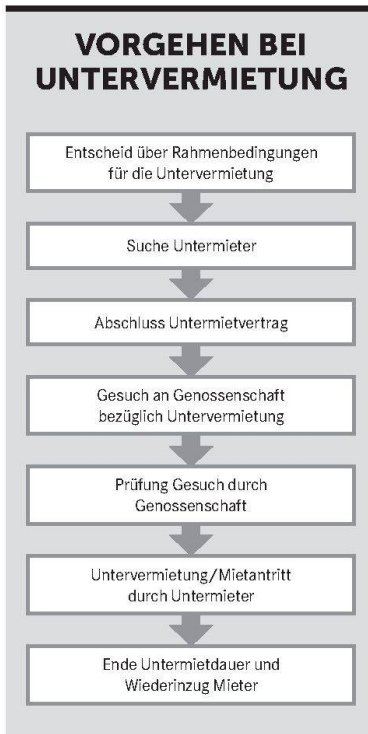 VORGEHEN BEI
UNTERVERMIETUNG
Entscheid über Rahmenbedingungen
für die Untervermietung
Suche Untermieter
Abschluss Untermietvertrag
Gesuch an Genossenschaft
bezüglich Untervermietung
Prüfung Gesuch durch
Genossenschaft
Untervermietung/Mietantritt
durch Untermieter
Ende Untermietdauer und
Wiedereinzug Mieter